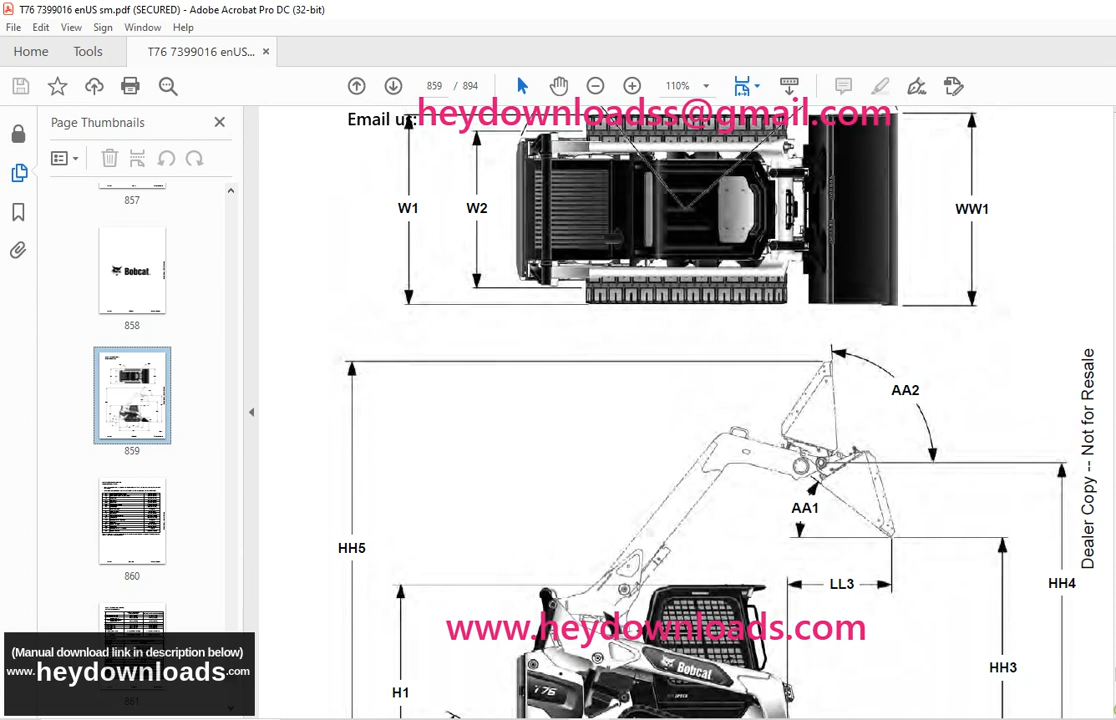 T76 7399016 enUS sm.pdf (SECURED) - Adobe Acrobat Pro DC (32-bit)
File Edit View Sign Window Help
Home Tools T76 7399016 enUS... ×
859 / 894 110%
Page Thumbnails
857
Bobcat
858
859
860
861
Email us: heydownloadss@gmail.com
W1
W2
WW1
AA2
AA1
HH5
HH4
LL3
HH3
H1
Dealer Copy -- Not for Resale
www.heydownloads.com
Bobcat
T76
(Manual download link in description below)
www.heydownloads.com